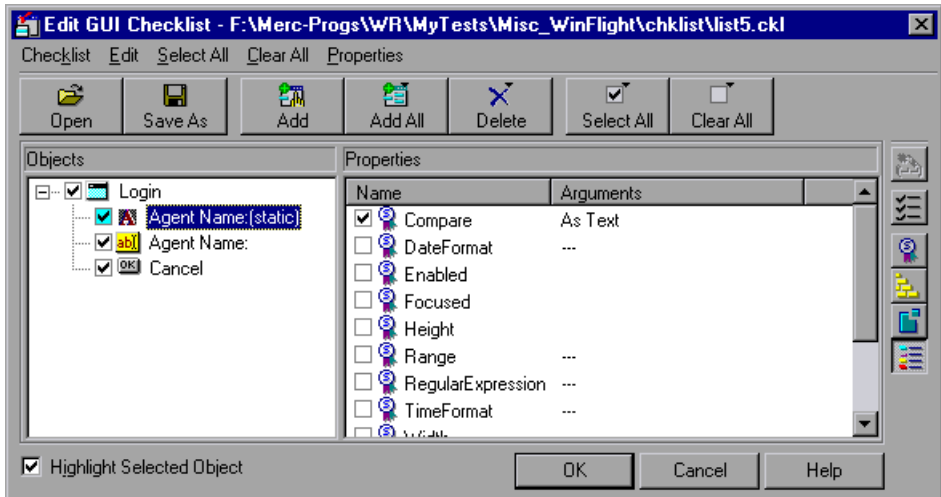 Edit GUI Checklist - F:\Merc-Progs\WR\MyTests\Misc_WinFlight\chklist\list5.ckl
Checklist Edit Select All Clear All Properties
Open Save As Add Add All Delete Select All Clear All
Objects Properties
Login
Agent Name:(static)
Agent Name:
Cancel
Name Arguments
Compare As Text
DateFormat ---
Enabled
Focused
Height
Range ---
RegularExpression ---
TimeFormat ---
Width
Highlight Selected Object OK Cancel Help